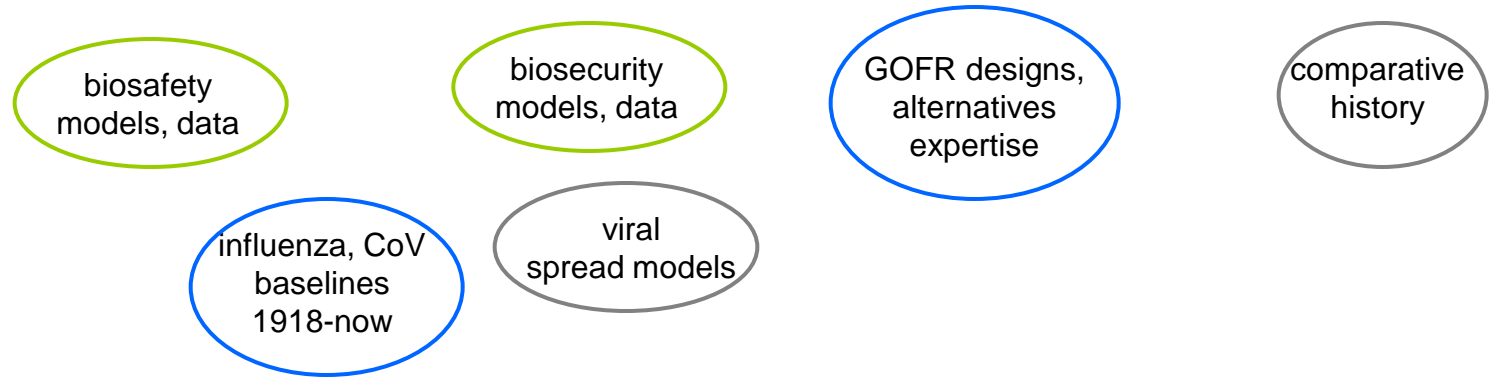 biosafety
models, data
biosecurity
models, data
GOFR designs,
alternatives
expertise
comparative
history
influenza, CoV
baselines
1918-now
viral
spread models